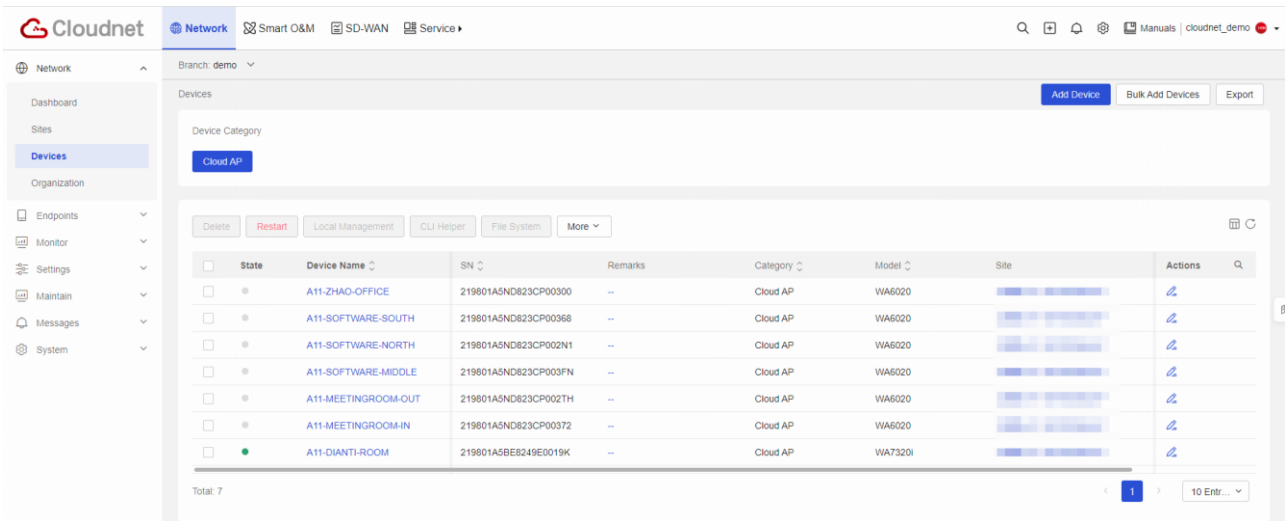 Cloudnet
Network Smart O&M SD-WAN Service
Manuals cloudnet_demo
Network
Dashboard
Sites
Devices
Organization
Endpoints
Monitor
Settings
Maintain
Messages
System
Branch: demo
Devices
Add Device Bulk Add Devices Export
Device Category
Cloud AP
Delete Restart Local Management CLI Helper File System More
State Device Name SN Remarks Category Model Site Actions
A11-ZHAO-OFFICE 219801A5ND823CP00300 -- Cloud AP WA6020
A11-SOFTWARE-SOUTH 219801A5ND823CP00368 -- Cloud AP WA6020
A11-SOFTWARE-NORTH 219801A5ND823CP002N1 -- Cloud AP WA6020
A11-SOFTWARE-MIDDLE 219801A5ND823CP003FN -- Cloud AP WA6020
A11-MEETINGROOM-OUT 219801A5ND823CP002TH -- Cloud AP WA6020
A11-MEETINGROOM-IN 219801A5ND823CP00372 -- Cloud AP WA6020
A11-DIANTI-ROOM 219801A5BE8249E0019K -- Cloud AP WA7320i
Total: 7
1
10 Entr...